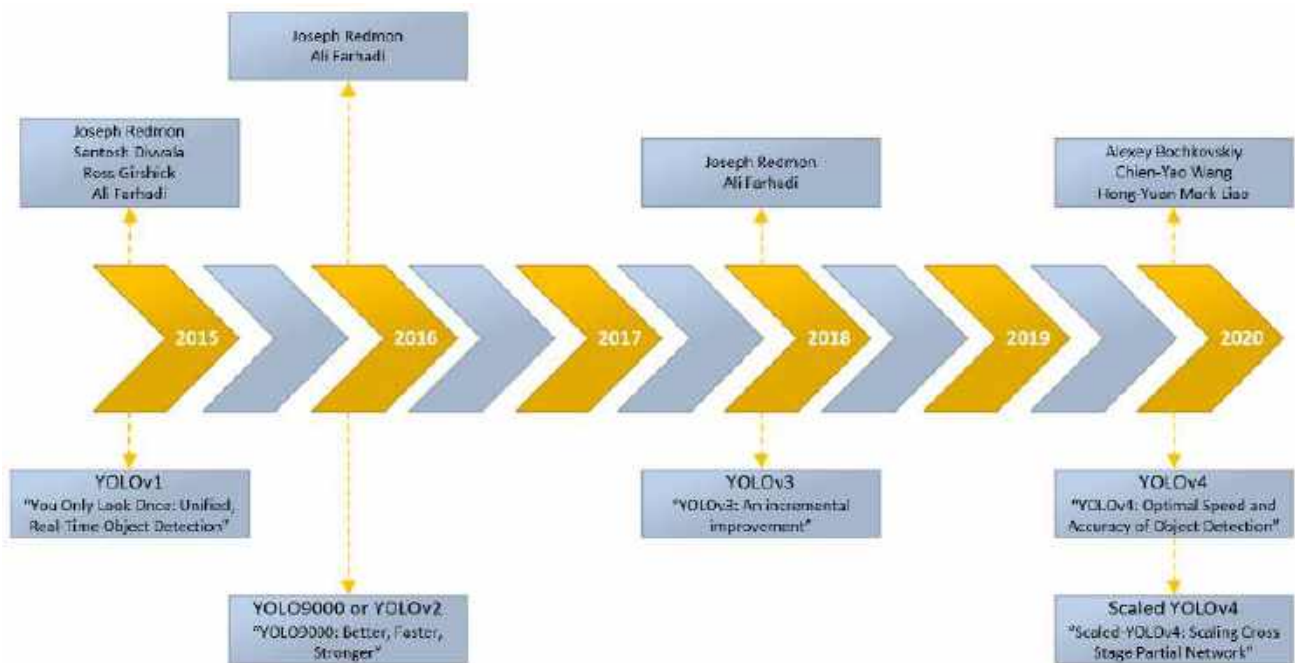 Joseph Redmon
Ali Farhadi
Joseph Redmon
Santosh Divvala
Ross Girshick
Ali Farhadi
Joseph Redmon
Ali Farhadi
Alexey Bochkovskiy
Chien-Yao Wang
Hong-Yuan Mark Liao
2015
2016
2017
2018
2019
2020
YOLOv1
"You Only Look Once: Unified,
Real-Time Object Detection"
YOLOv3
"YOLOv3: An incremental
improvement"
YOLOv4
"YOLOv4: Optimal Speed and
Accuracy of Object Detection"
YOLO9000 or YOLOv2
"YOLO9000: Better, Faster,
Stronger"
Scaled YOLOv4
"Scaled-YOLOv4: Scaling Cross
Stage Partial Network"